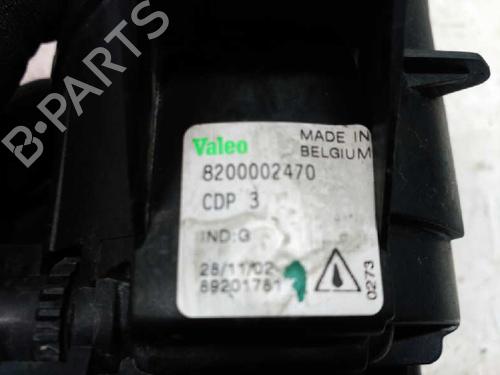 B-PARTS
Valeo
MADE IN
BELGIUM
8200002470
CDP 3
IND:G
28/11/02
89201781
0273